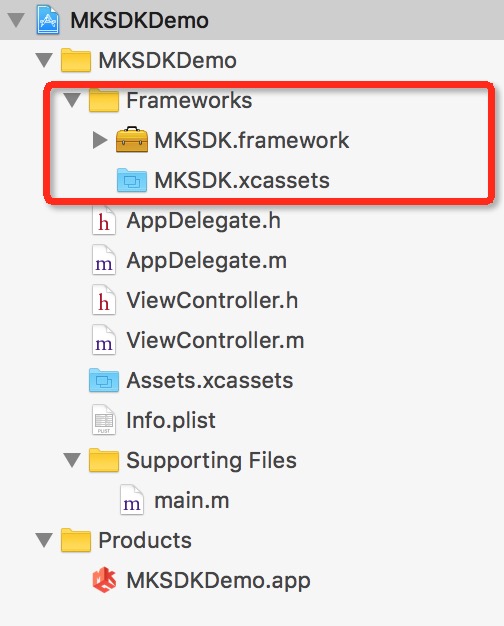 MKSDKDemo
MKSDKDemo
Frameworks
MKSDK.framework
MKSDK.xcassets
h AppDelegate.h
m AppDelegate.m
h ViewController.h
m ViewController.m
Assets.xcassets
PLIST Info.plist
Supporting Files
m main.m
Products
MKSDKDemo.app